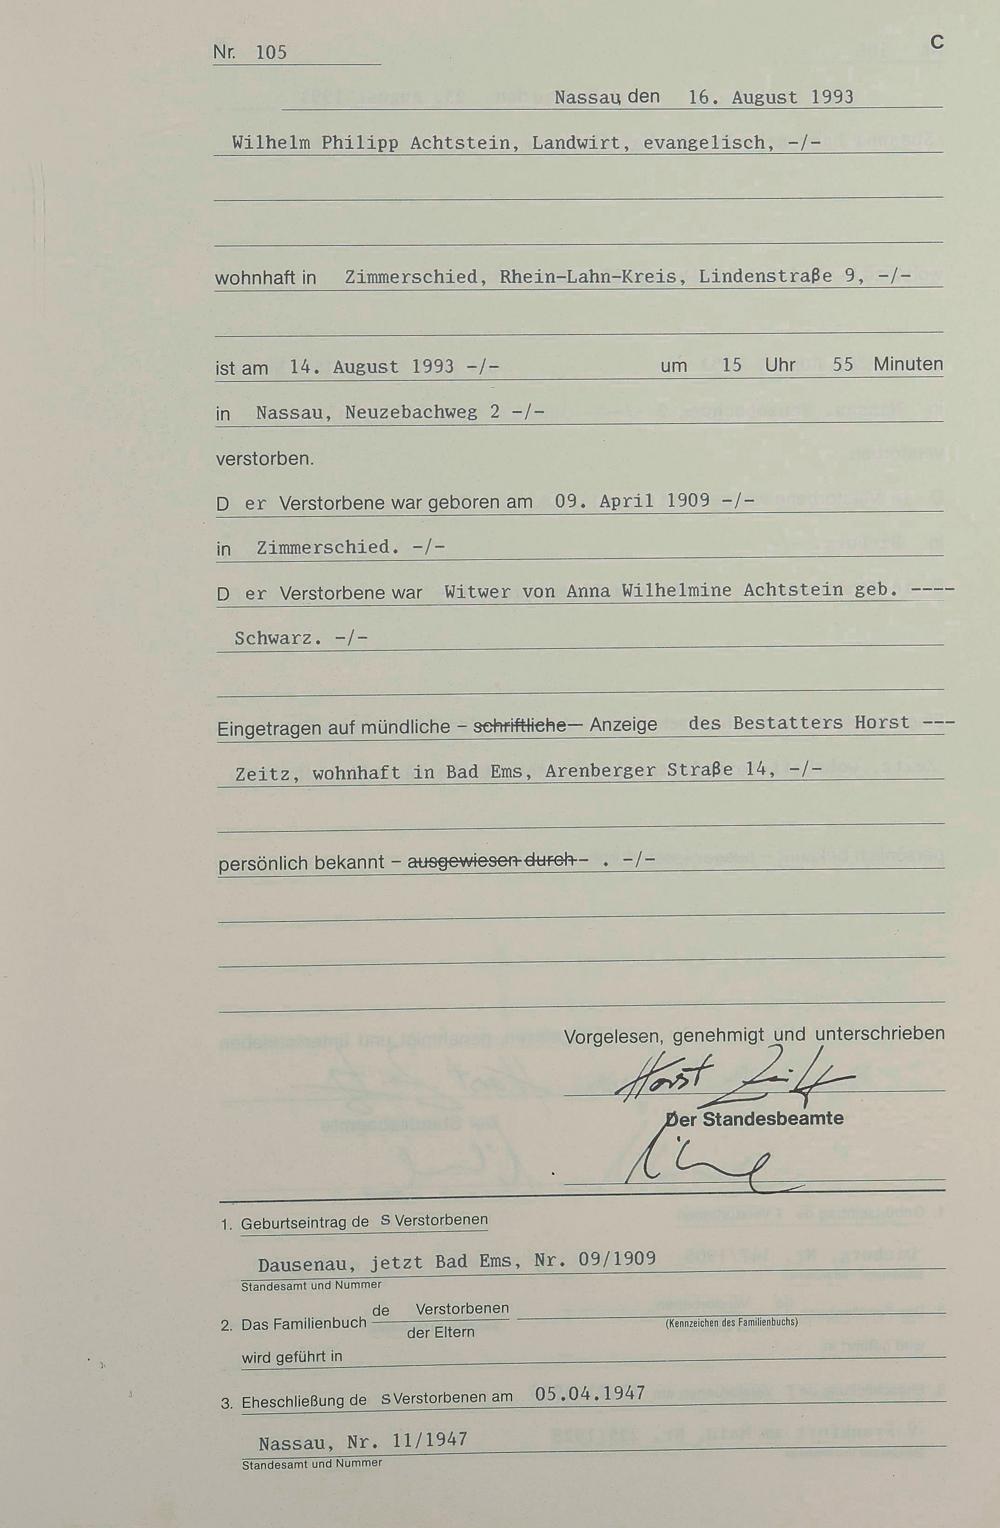 Nr. 105
C
Nassau, den 16. August 1993
Wilhelm Philipp Achtstein, Landwirt, evangelisch, -/-
wohnhaft in Zimmerschied, Rhein-Lahn-Kreis, Lindenstraße 9, -/-
ist am 14. August 1993 -/- um 15 Uhr 55 Minuten
in Nassau, Neuzebachweg 2 -/-
verstorben.
D er Verstorbene war geboren am 09. April 1909 -/-
in Zimmerschied. -/-
D er Verstorbene war Witwer von Anna Wilhelmine Achtstein geb. ----
Schwarz. -/-
Eingetragen auf mündliche – schriftliche – Anzeige des Bestatters Horst ---
Zeitz, wohnhaft in Bad Ems, Arenberger Straße 14, -/-
persönlich bekannt – ausgewiesen durch – . -/-
Vorgelesen, genehmigt und unterschrieben
Horst Zeitz
Der Standesbeamte
1. Geburtseintrag de s Verstorbenen
Dausenau, jetzt Bad Ems, Nr. 09/1909
Standesamt und Nummer
2. Das Familienbuch de Verstorbenen
der Eltern
(Kennzeichen des Familienbuchs)
wird geführt in
3. Eheschließung de s Verstorbenen am 05.04.1947
Nassau, Nr. 11/1947
Standesamt und Nummer